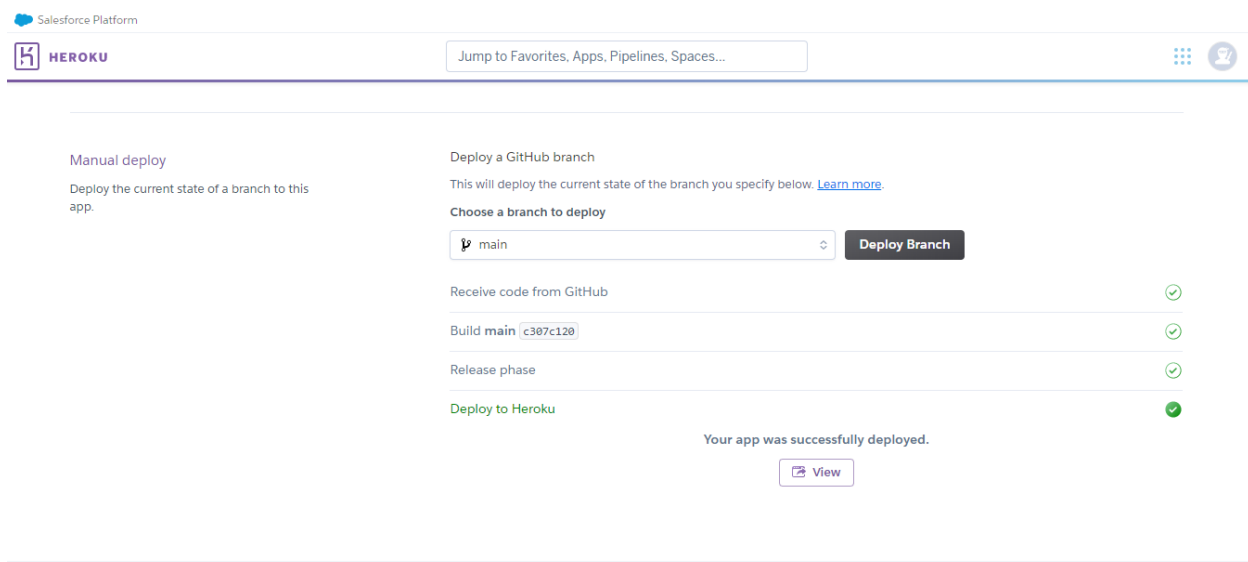 Salesforce Platform
HEROKU
Jump to Favorites, Apps, Pipelines, Spaces...
Manual deploy
Deploy the current state of a branch to this
app.
Deploy a GitHub branch
This will deploy the current state of the branch you specify below. Learn more.
Choose a branch to deploy
main
Deploy Branch
Receive code from GitHub
Build main c307c120
Release phase
Deploy to Heroku
Your app was successfully deployed.
View